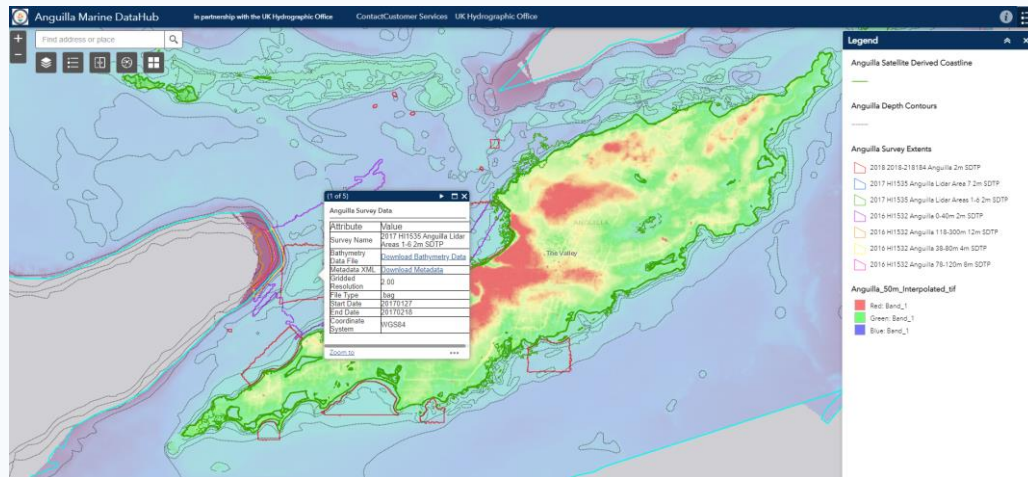 Anguilla Marine DataHub
in partnership with the UK Hydrographic Office
ContactCustomer Services UK Hydrographic Office
+
−
Find address or place
Legend
Anguilla Satellite Derived Coastline
Anguilla Depth Contours
Anguilla Survey Extents
2018 2018-218184 Anguilla 2m SDTP
2017 HI1535 Anguilla Lidar Area 7 2m SDTP
2017 HI1535 Anguilla Lidar Areas 1-6 2m SDTP
2016 HI1532 Anguilla 0-40m 2m SDTP
2016 HI1532 Anguilla 118-300m 12m SDTP
2016 HI1532 Anguilla 38-80m 4m SDTP
2016 HI1532 Anguilla 78-120m 8m SDTP
Anguilla_50m_Interpolated_tif
Red: Band_1
Green: Band_1
Blue: Band_1
(1 of 5)
Anguilla Survey Data
Attribute Value
Survey Name 2017 HI1535 Anguilla Lidar
Areas 1-6 2m SDTP
Bathymetry
Data File Download Bathymetry Data
Metadata XML Download Metadata
Gridded
Resolution 2.00
File Type .bag
Start Date 20170127
End Date 20170218
Coordinate
System WGS84
Zoom to
•••
ANGUILLA
The Valley